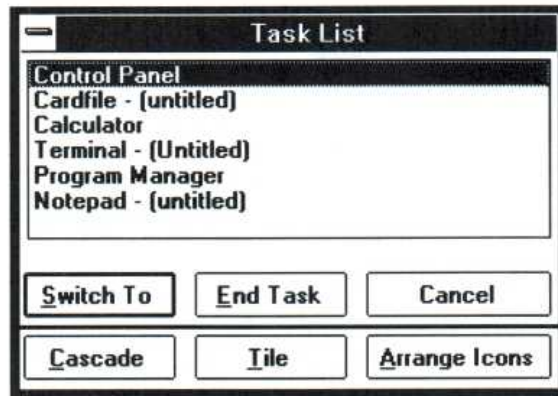 Task List
Control Panel
Cardfile - (untitled)
Calculator
Terminal - (Untitled)
Program Manager
Notepad - (untitled)
Switch To End Task Cancel
Cascade Tile Arrange Icons